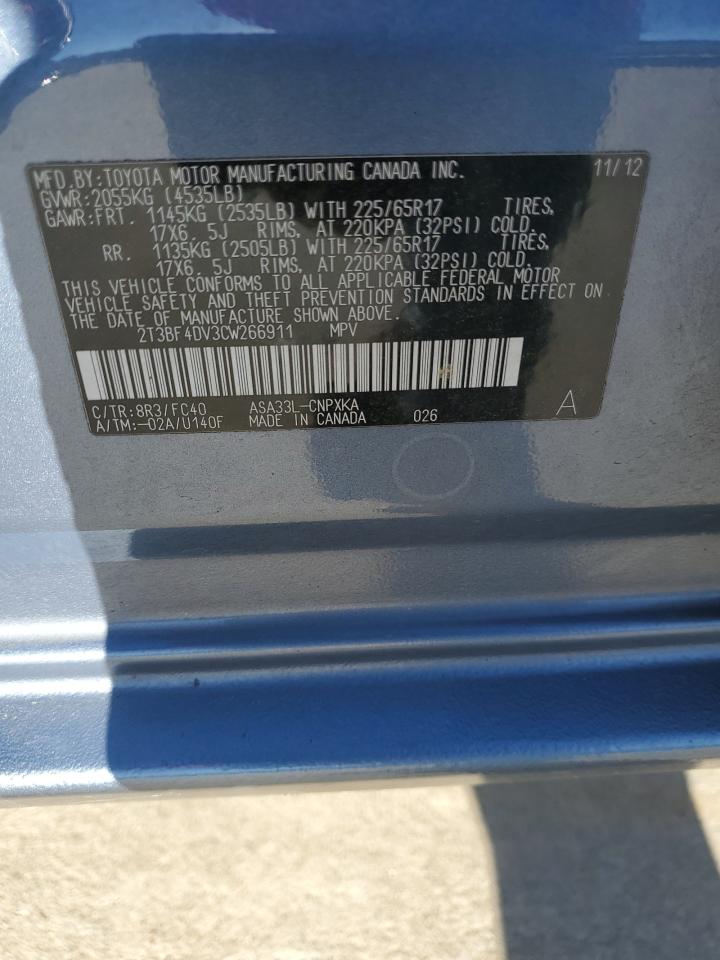 MFD.BY:TOYOTA MOTOR MANUFACTURING CANADA INC. 11/12
GVWR:2055KG (4535LB)
GAWR:FRT. 1145KG (2535LB) WITH 225/65R17 TIRES,
17X6.5J RIMS, AT 220KPA (32PSI) COLD.
RR. 1135KG (2505LB) WITH 225/65R17 TIRES,
17X6.5J RIMS, AT 220KPA (32PSI) COLD.
THIS VEHICLE CONFORMS TO ALL APPLICABLE FEDERAL MOTOR
VEHICLE SAFETY AND THEFT PREVENTION STANDARDS IN EFFECT ON
THE DATE OF MANUFACTURE SHOWN ABOVE.
2T3BF4DV3CW266911 MPV
C/TR:8R3/FC40 ASA33L-CNPXKA
A/TM:-02A/U140F MADE IN CANADA 026 A